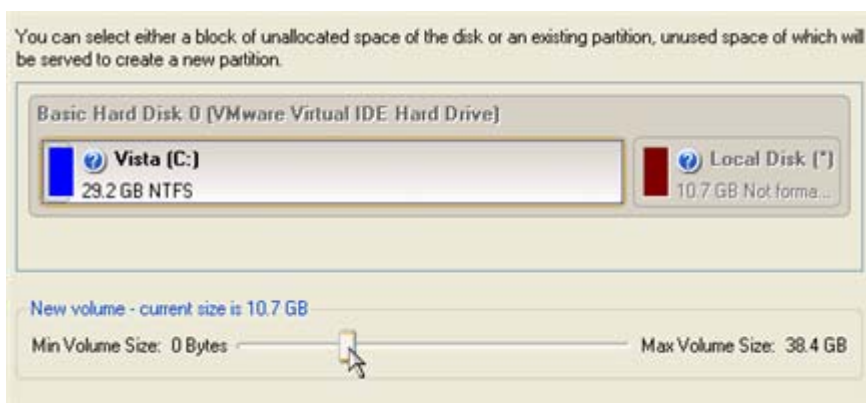 You can select either a block of unallocated space of the disk or an existing partition, unused space of which will
be served to create a new partition.
Basic Hard Disk 0 (VMware Virtual IDE Hard Drive)
Vista (C:)
29.2 GB NTFS
Local Disk (*)
10.7 GB Not forma...
New volume - current size is 10.7 GB
Min Volume Size: 0 Bytes
Max Volume Size: 38.4 GB